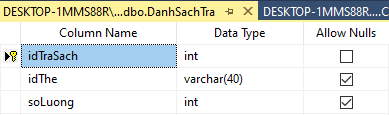 DESKTOP-1MMS88R\...dbo.DanhSachTra DESKTOP-1MMS88R\....C
Column Name Data Type Allow Nulls
idTraSach int
idThe varchar(40)
soLuong int